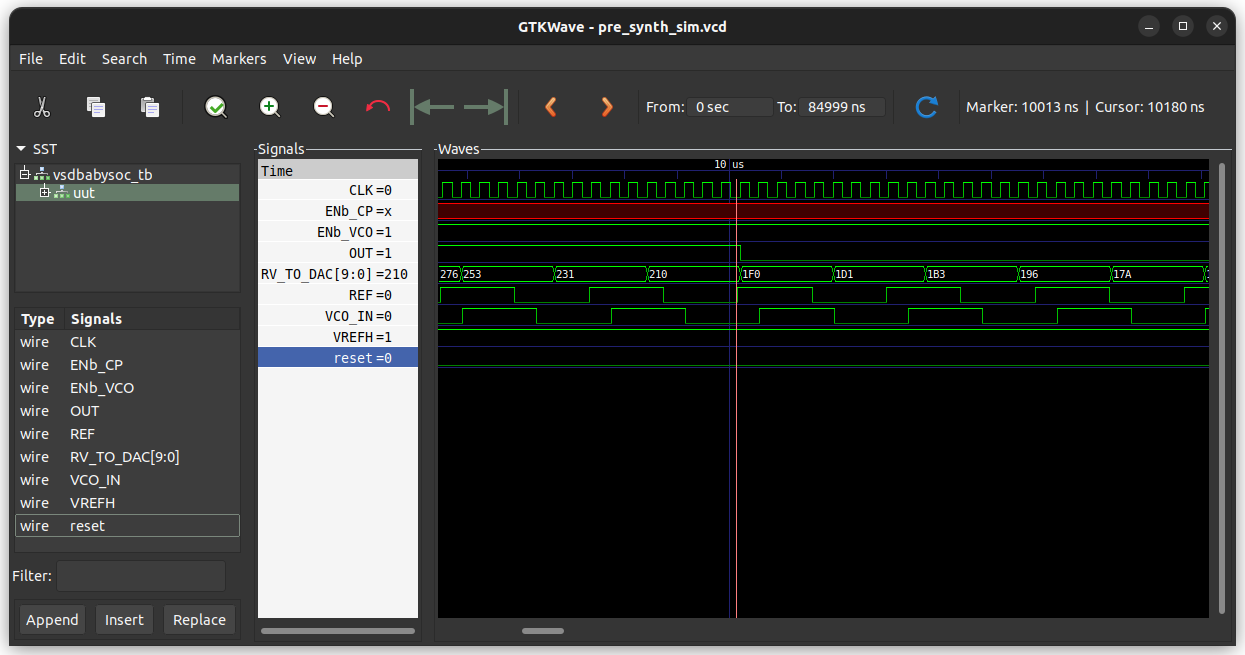 GTKWave - pre_synth_sim.vcd
File Edit Search Time Markers View Help
From: 0 sec To: 84999 ns Marker: 10013 ns | Cursor: 10180 ns
SST
vsdbabysoc_tb
uut
Type Signals
wire CLK
wire ENb_CP
wire ENb_VCO
wire OUT
wire REF
wire RV_TO_DAC[9:0]
wire VCO_IN
wire VREFH
wire reset
Filter:
Append Insert Replace
Signals
Time
CLK=0
ENb_CP=x
ENb_VCO=1
OUT=1
RV_TO_DAC[9:0]=210
REF=0
VCO_IN=0
VREFH=1
reset=0
Waves
10 us
276 253 231 210 1F0 1D1 1B3 196 17A